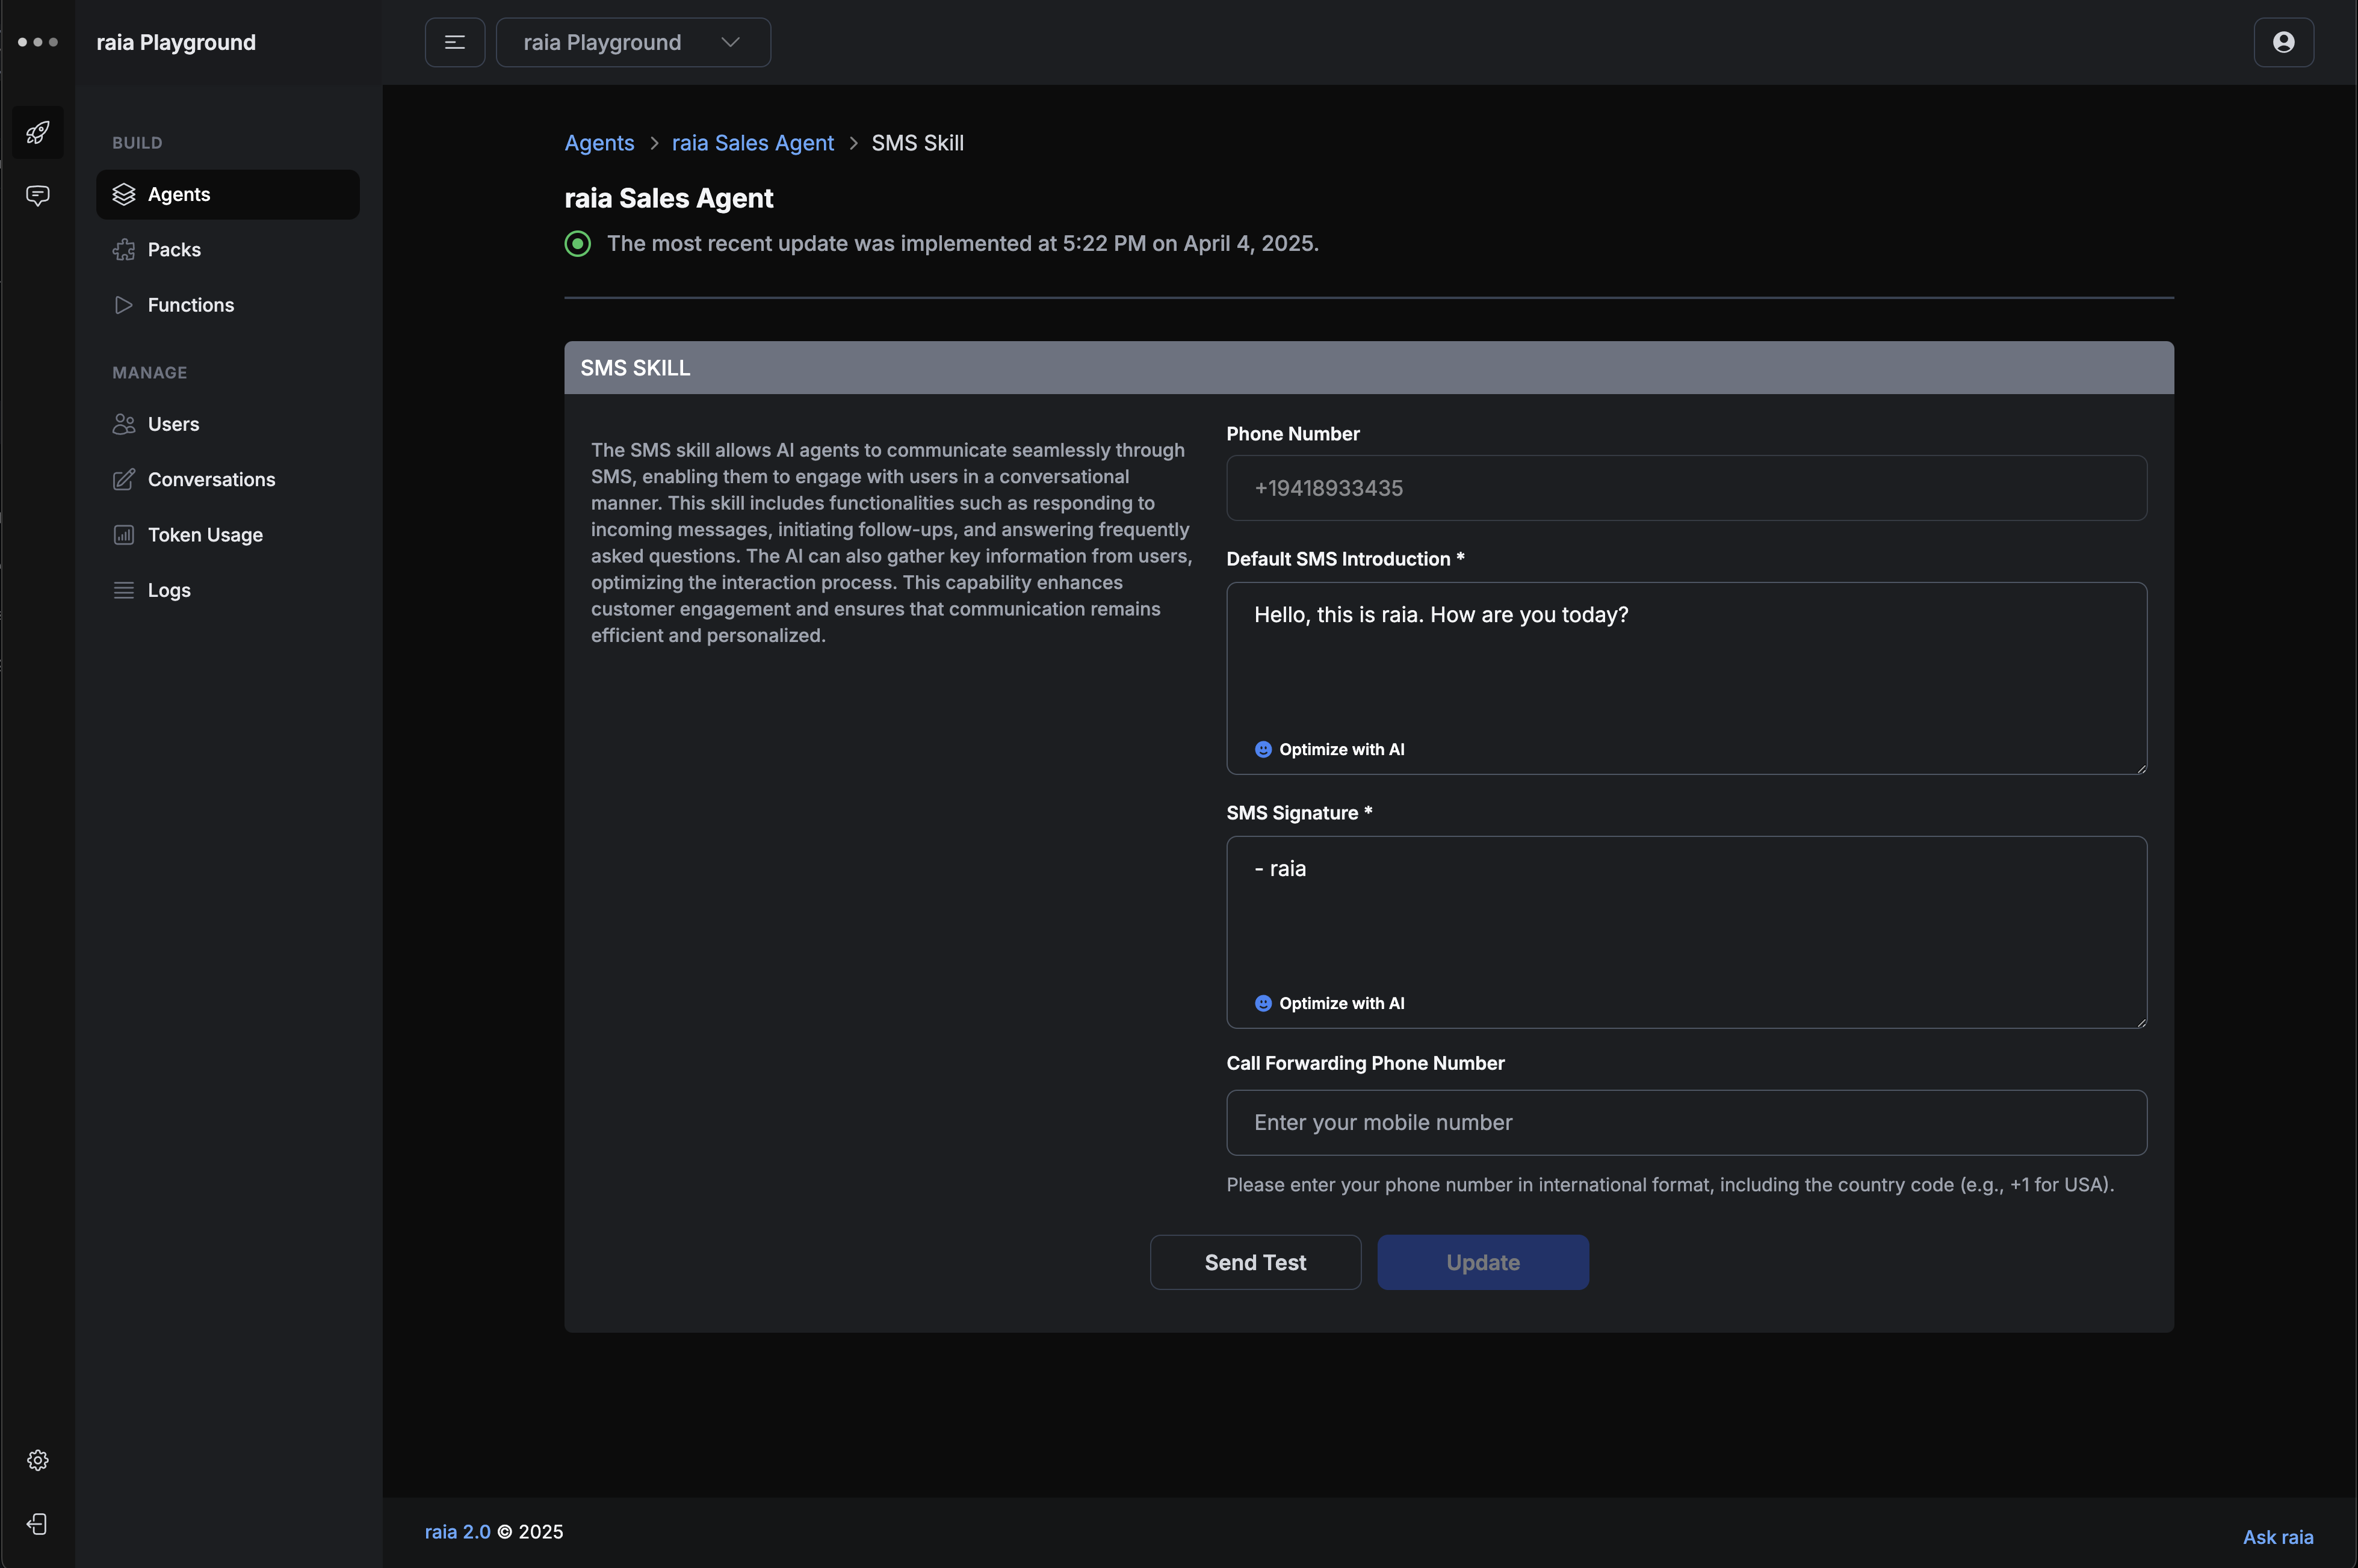 raia Playground
raia Playground
BUILD
Agents
Packs
Functions
MANAGE
Users
Conversations
Token Usage
Logs
Agents > raia Sales Agent > SMS Skill
raia Sales Agent
The most recent update was implemented at 5:22 PM on April 4, 2025.
SMS SKILL
The SMS skill allows AI agents to communicate seamlessly through
SMS, enabling them to engage with users in a conversational
manner. This skill includes functionalities such as responding to
incoming messages, initiating follow-ups, and answering frequently
asked questions. The AI can also gather key information from users,
optimizing the interaction process. This capability enhances
customer engagement and ensures that communication remains
efficient and personalized.
Phone Number
+19418933435
Default SMS Introduction *
Hello, this is raia. How are you today?
Optimize with AI
SMS Signature *
- raia
Optimize with AI
Call Forwarding Phone Number
Enter your mobile number
Please enter your phone number in international format, including the country code (e.g., +1 for USA).
Send Test
Update
raia 2.0 © 2025
Ask raia